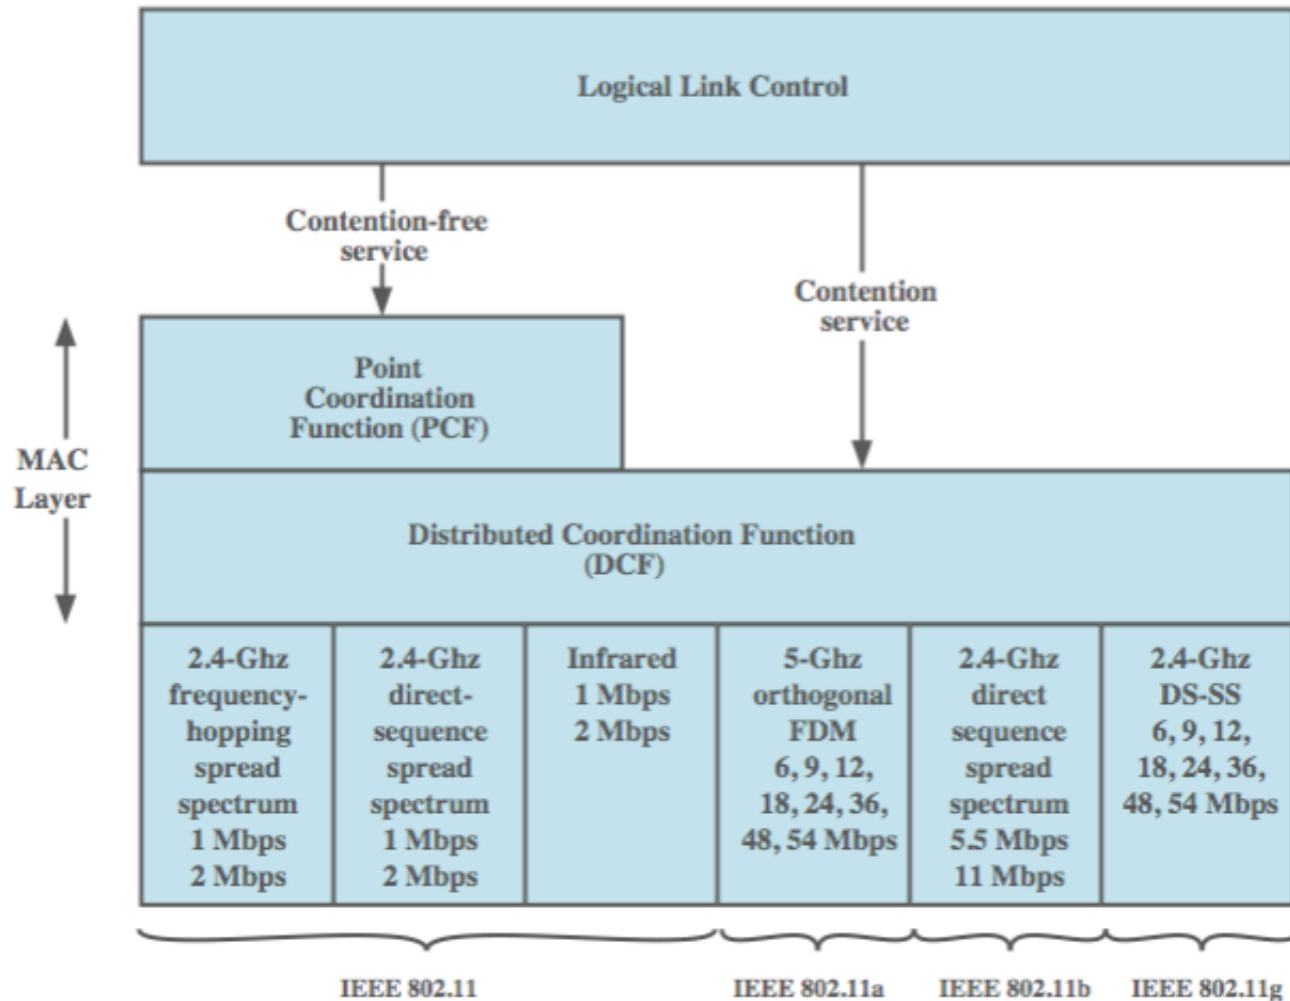 Logical Link Control
Contention-free
service
Contention
service
Point
Coordination
Function (PCF)
MAC
Layer
Distributed Coordination Function
(DCF)
2.4-Ghz
frequency-
hopping
spread
spectrum
1 Mbps
2 Mbps
2.4-Ghz
direct-
sequence
spread
spectrum
1 Mbps
2 Mbps
Infrared
1 Mbps
2 Mbps
5-Ghz
orthogonal
FDM
6, 9, 12,
18, 24, 36,
48, 54 Mbps
2.4-Ghz
direct
sequence
spread
spectrum
5.5 Mbps
11 Mbps
2.4-Ghz
DS-SS
6, 9, 12,
18, 24, 36,
48, 54 Mbps
IEEE 802.11
IEEE 802.11a
IEEE 802.11b
IEEE 802.11g